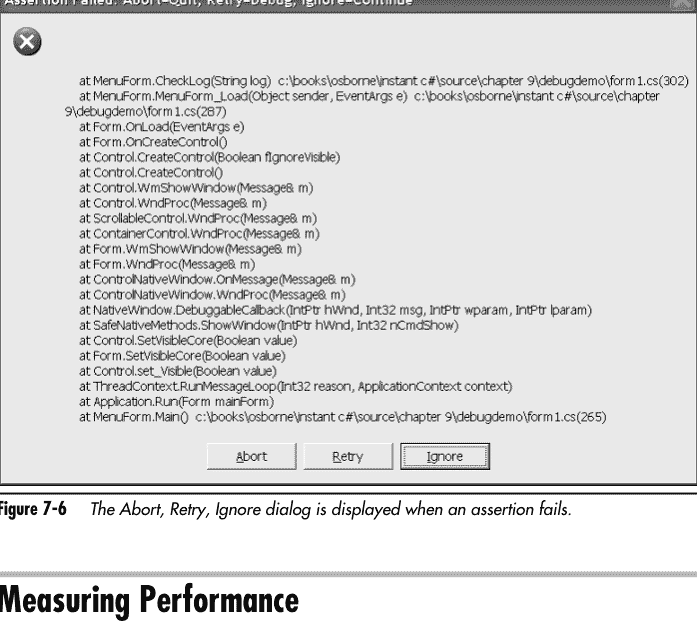 Assertion Failed: Abort=Quit, Retry=Debug, Ignore=Continue
at MenuForm.CheckLog(String log) c:\books\osborne\instant c#\source\chapter 9\debugdemo\form1.cs(302)
at MenuForm.MenuForm_Load(Object sender, EventArgs e) c:\books\osborne\instant c#\source\chapter
9\debugdemo\form1.cs(287)
at Form.OnLoad(EventArgs e)
at Form.OnCreateControl()
at Control.CreateControl(Boolean fIgnoreVisible)
at Control.CreateControl()
at Control.WmShowWindow(Message& m)
at Control.WndProc(Message& m)
at ScrollableControl.WndProc(Message& m)
at ContainerControl.WndProc(Message& m)
at Form.WmShowWindow(Message& m)
at Form.WndProc(Message& m)
at ControlNativeWindow.OnMessage(Message& m)
at ControlNativeWindow.WndProc(Message& m)
at NativeWindow.DebuggableCallback(IntPtr hWnd, Int32 msg, IntPtr wparam, IntPtr lparam)
at SafeNativeMethods.ShowWindow(IntPtr hWnd, Int32 nCmdShow)
at Control.SetVisibleCore(Boolean value)
at Form.SetVisibleCore(Boolean value)
at Control.set_Visible(Boolean value)
at ThreadContext.RunMessageLoop(Int32 reason, ApplicationContext context)
at Application.Run(Form mainForm)
at MenuForm.Main() c:\books\osborne\instant c#\source\chapter 9\debugdemo\form1.cs(265)
Abort Retry Ignore
Figure 7-6 The Abort, Retry, Ignore dialog is displayed when an assertion fails.
Measuring Performance